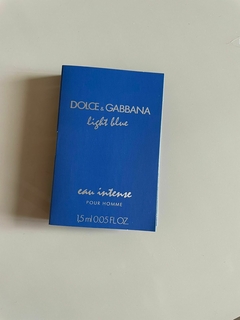 DOLCE & GABBANA
light blue
eau intense
POUR HOMME
1,5 ml 0.05 FL.OZ.